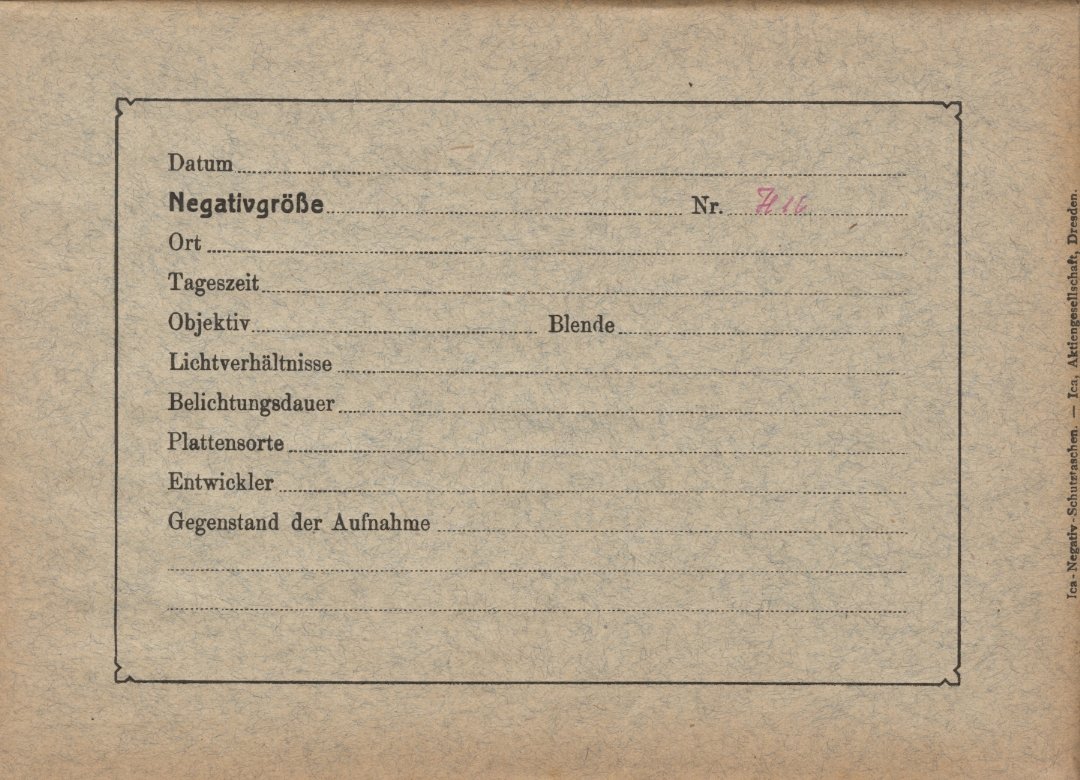 Datum
Negativgröße Nr. H 16
Ort
Tageszeit
Objektiv Blende
Lichtverhältnisse
Belichtungsdauer
Plattensorte
Entwickler
Gegenstand der Aufnahme
Ica-Negativ-Schutztaschen. — Ica, Aktiengesellschaft, Dresden.